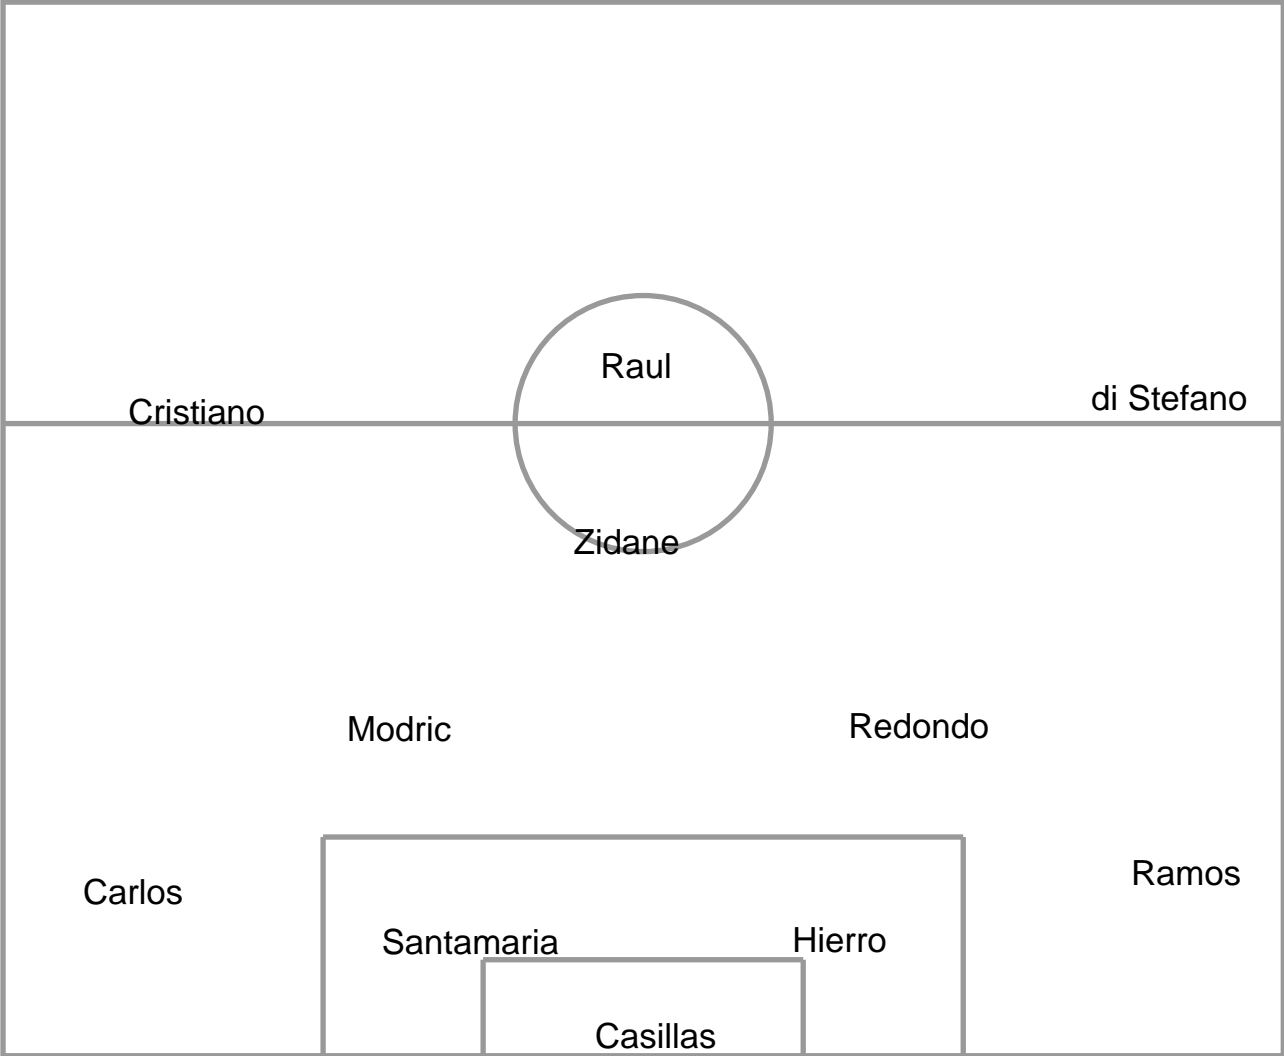 Raul
Cristiano
di Stefano
Zidane
Modric
Redondo
Carlos
Ramos
Santamaria
Hierro
Casillas